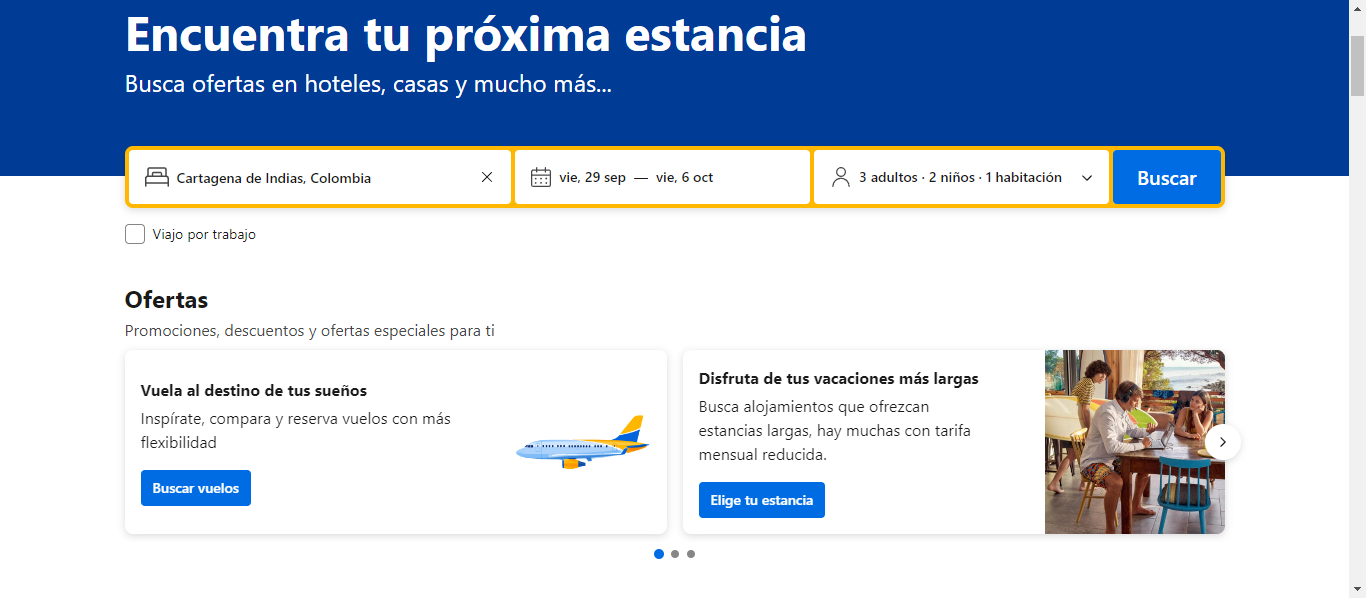 Encuentra tu próxima estancia
Busca ofertas en hoteles, casas y mucho más...
Cartagena de Indias, Colombia
vie, 29 sep — vie, 6 oct
3 adultos · 2 niños · 1 habitación
Buscar
Viajo por trabajo
Ofertas
Promociones, descuentos y ofertas especiales para ti
Vuela al destino de tus sueños
Inspírate, compara y reserva vuelos con más
flexibilidad
Buscar vuelos
Disfruta de tus vacaciones más largas
Busca alojamientos que ofrezcan
estancias largas, hay muchas con tarifa
mensual reducida.
Elige tu estancia